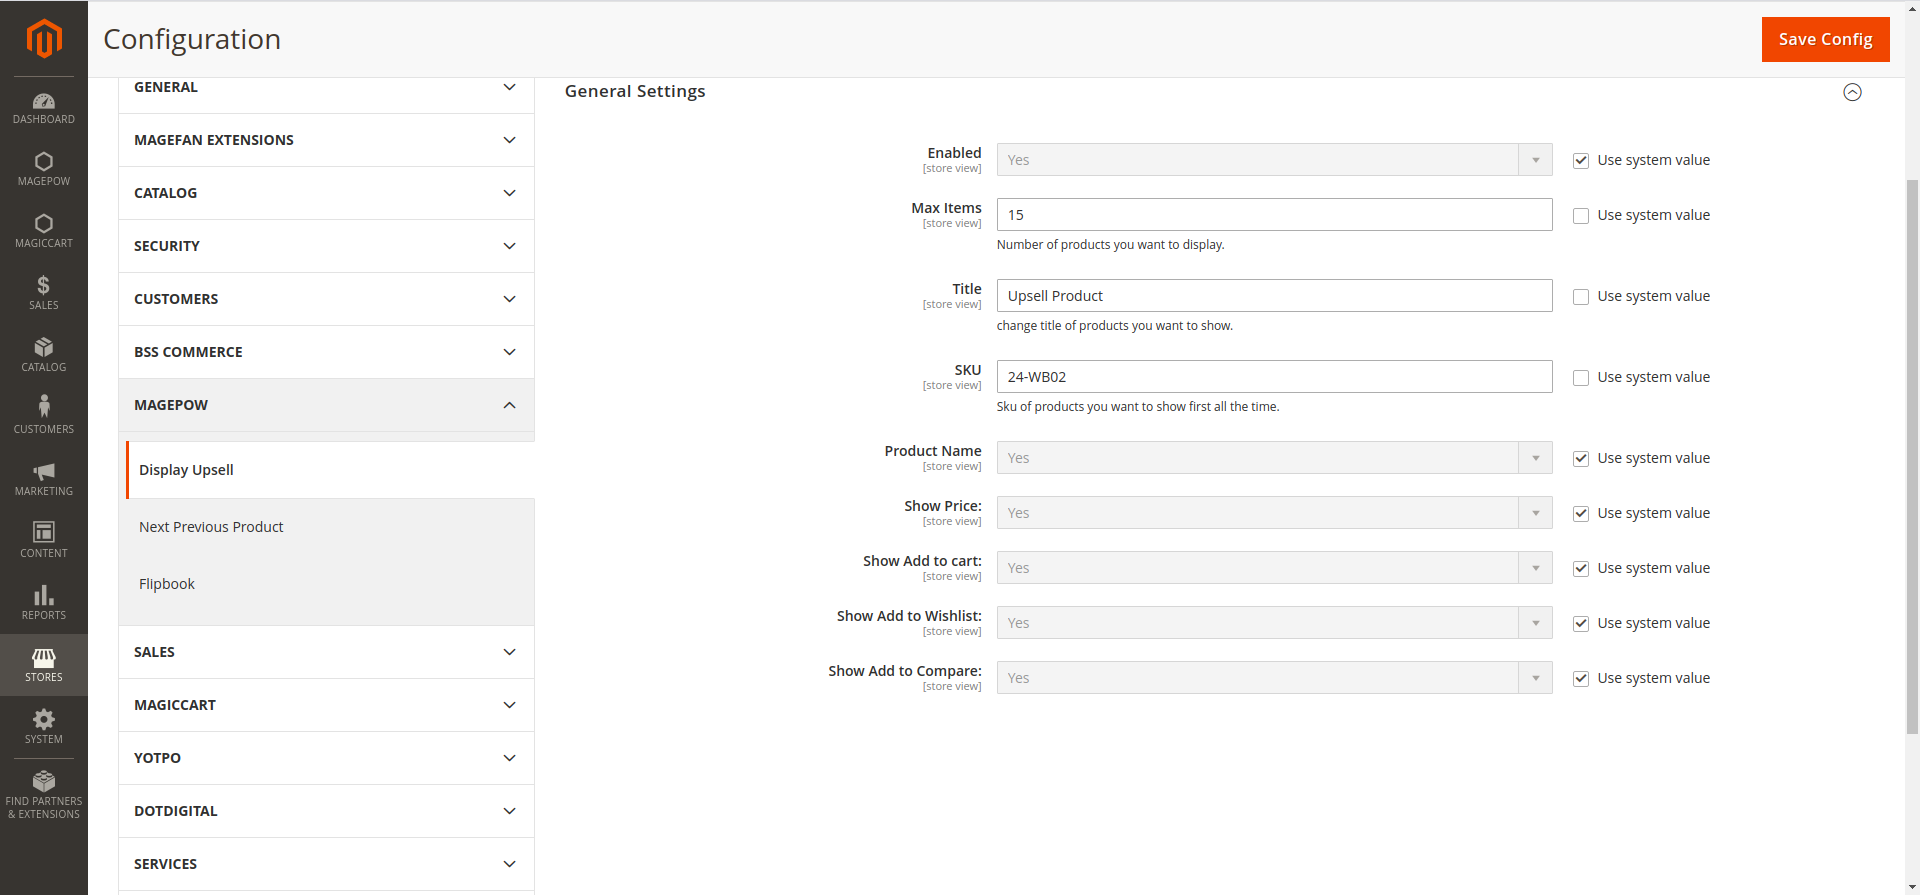 Configuration
Save Config
DASHBOARD
MAGEPOW
MAGICCART
SALES
CATALOG
CUSTOMERS
MARKETING
CONTENT
REPORTS
STORES
SYSTEM
FIND PARTNERS
& EXTENSIONS
GENERAL
MAGEFAN EXTENSIONS
CATALOG
SECURITY
CUSTOMERS
BSS COMMERCE
MAGEPOW
Display Upsell
Next Previous Product
Flipbook
SALES
MAGICCART
YOTPO
DOTDIGITAL
SERVICES
General Settings
Enabled
[store view]
Yes
Use system value
Max Items
[store view]
15
Use system value
Number of products you want to display.
Title
[store view]
Upsell Product
Use system value
change title of products you want to show.
SKU
[store view]
24-WB02
Use system value
Sku of products you want to show first all the time.
Product Name
[store view]
Yes
Use system value
Show Price:
[store view]
Yes
Use system value
Show Add to cart:
[store view]
Yes
Use system value
Show Add to Wishlist:
[store view]
Yes
Use system value
Show Add to Compare:
[store view]
Yes
Use system value